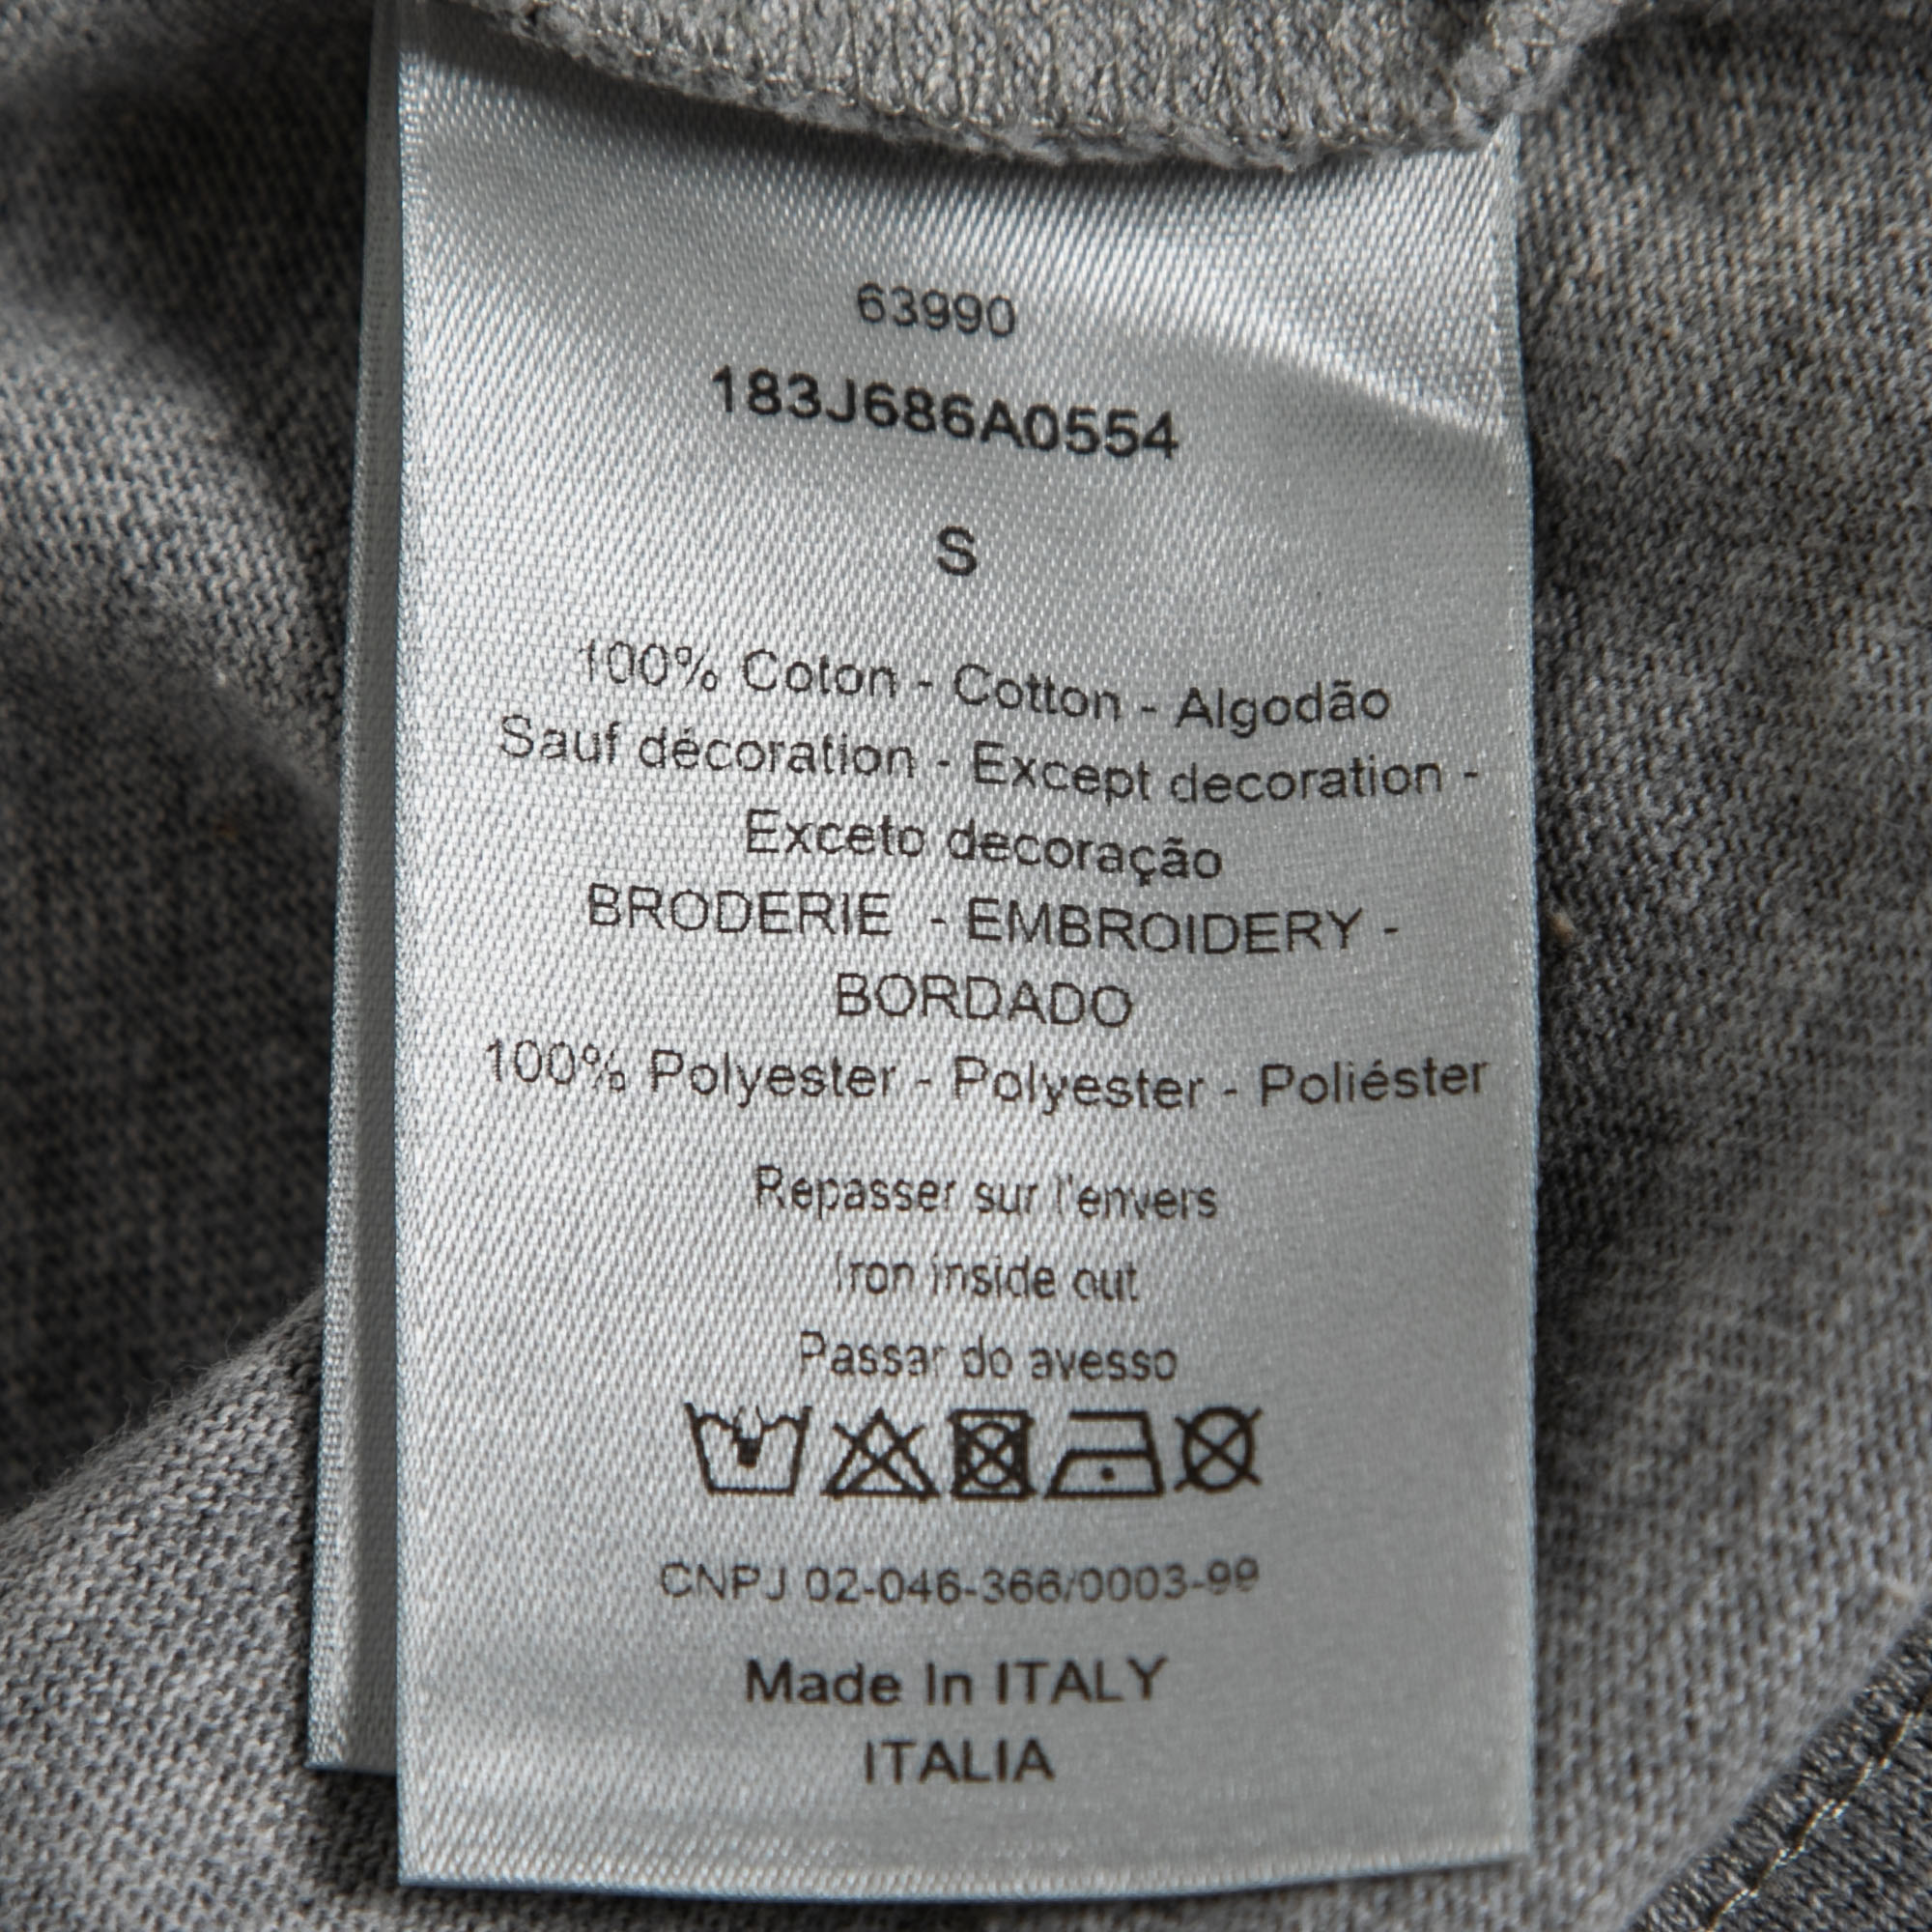 63990
183J686A0554
S
100% Coton - Cotton - Algodão
Sauf décoration - Except decoration -
Exceto decoração
BRODERIE - EMBROIDERY -
BORDADO
100% Polyester - Polyester - Poliéster
Repasser sur l'envers
Iron inside out
Passar do avesso
CNPJ 02-046-366/0003-99
Made In ITALY
ITALIA